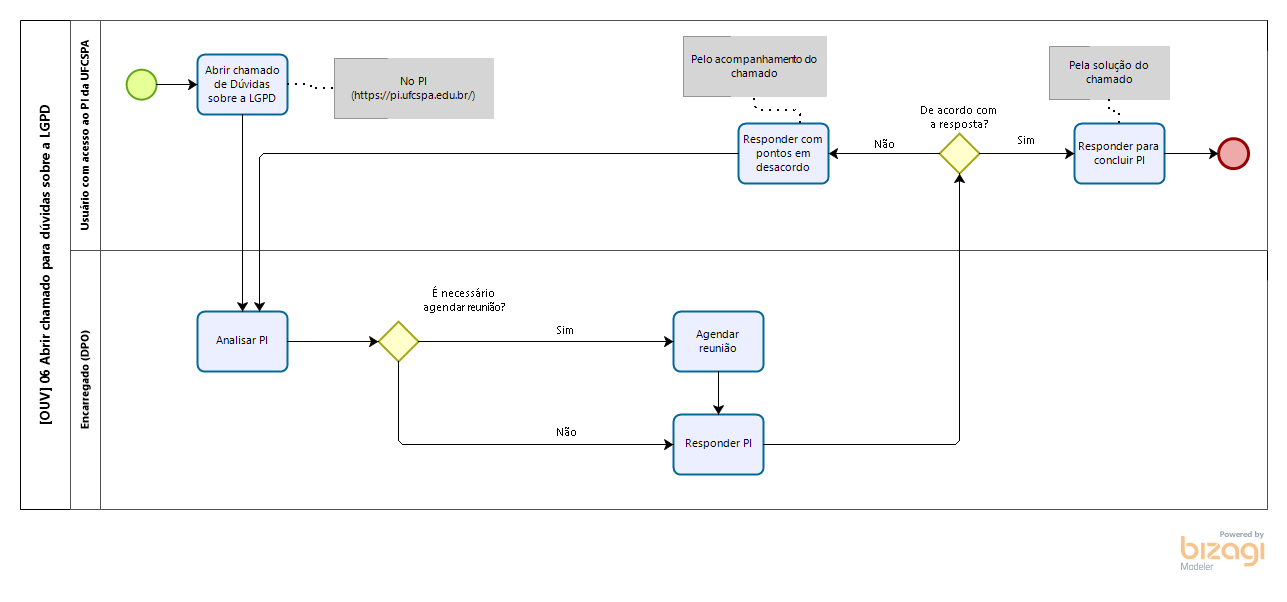 [OUV] 06 Abrir chamado para dúvidas sobre a LGPD
Usuário com acesso ao PI da UFCSPA
Abrir chamado
de Dúvidas
sobre a LGPD
No PI
(https://pi.ufcspa.edu.br/)
Pelo acompanhamento do
chamado
Responder com
pontos em
desacordo
Não
De acordo com
a resposta?
Sim
Pela solução do
chamado
Responder para
concluir PI
Encarregado (DPO)
Analisar PI
É necessário
agendar reunião?
Sim
Agendar
reunião
Não
Responder PI
Powered by
bizagi
Modeler